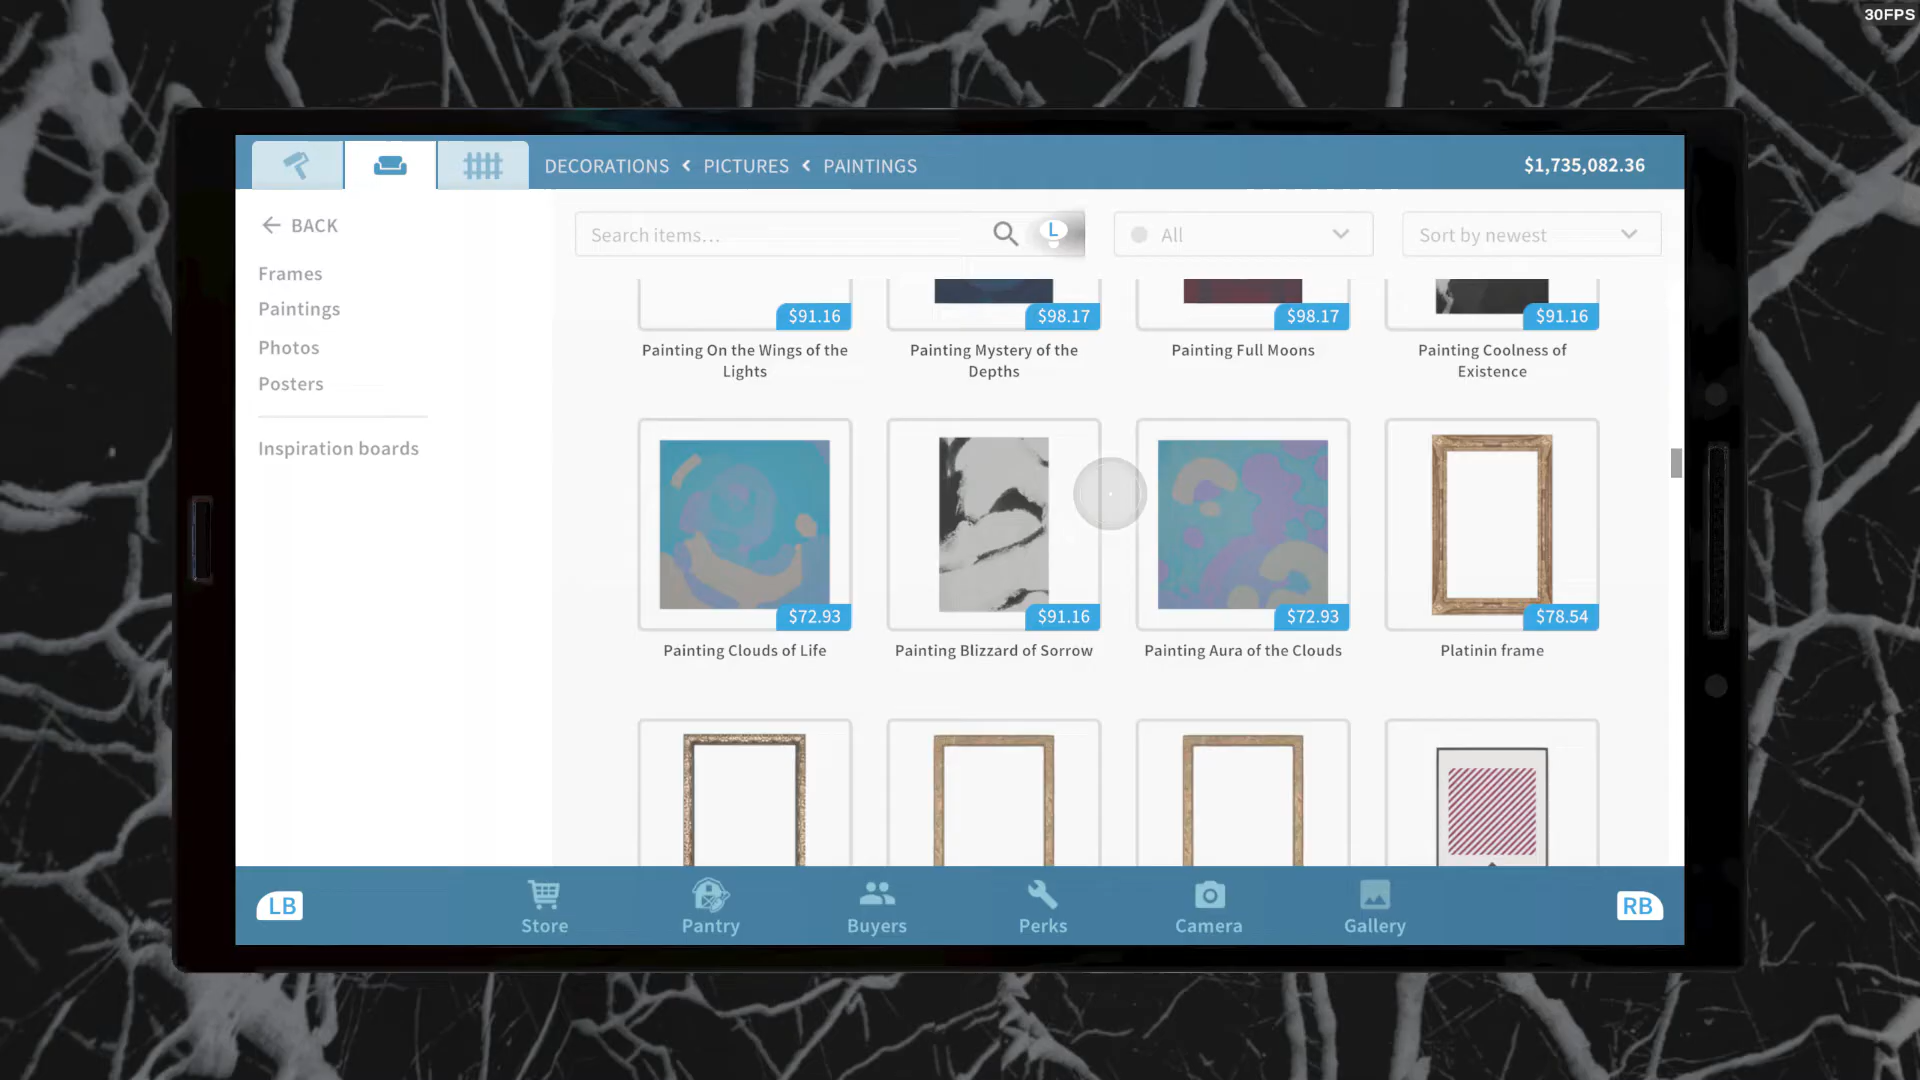 30FPS
DECORATIONS < PICTURES < PAINTINGS
$1,735,082.36
BACK
Search items...
L
All
Sort by newest
Frames
Paintings
Photos
Posters
Inspiration boards
$91.16
$98.17
$98.17
$91.16
Painting On the Wings of the
Lights
Painting Mystery of the
Depths
Painting Full Moons
Painting Coolness of
Existence
$72.93
$91.16
$72.93
$78.54
Painting Clouds of Life
Painting Blizzard of Sorrow
Painting Aura of the Clouds
Platinin frame
LB
Store
Pantry
Buyers
Perks
Camera
Gallery
RB